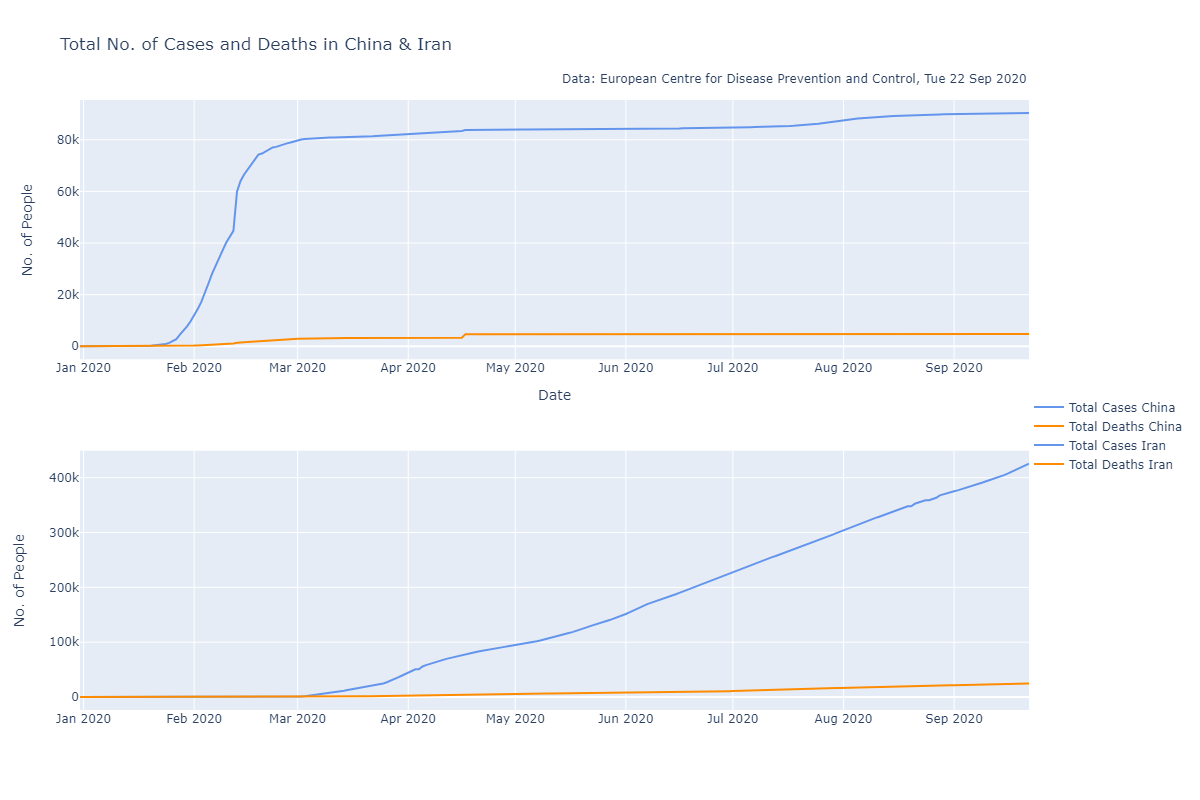 Total No. of Cases and Deaths in China & Iran
Data: European Centre for Disease Prevention and Control, Tue 22 Sep 2020
No. of People
80k
60k
40k
20k
0
Jan 2020 Feb 2020 Mar 2020 Apr 2020 May 2020 Jun 2020 Jul 2020 Aug 2020 Sep 2020
Date
Total Cases China
Total Deaths China
Total Cases Iran
Total Deaths Iran
No. of People
400k
300k
200k
100k
0
Jan 2020 Feb 2020 Mar 2020 Apr 2020 May 2020 Jun 2020 Jul 2020 Aug 2020 Sep 2020